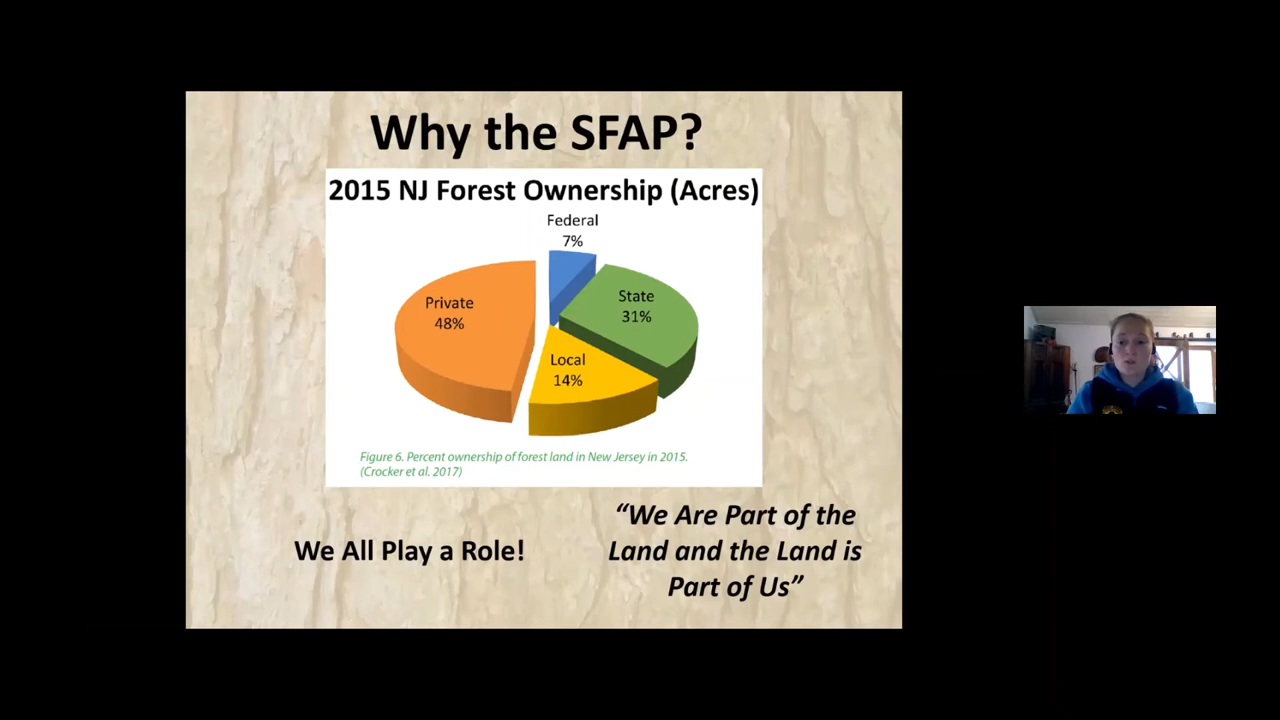 Why the SFAP?
2015 NJ Forest Ownership (Acres)
Federal
7%
Private
48%
State
31%
Local
14%
Figure 6. Percent ownership of forest land in New Jersey in 2015.
(Crocker et al. 2017)
We All Play a Role!
“We Are Part of the
Land and the Land is
Part of Us”